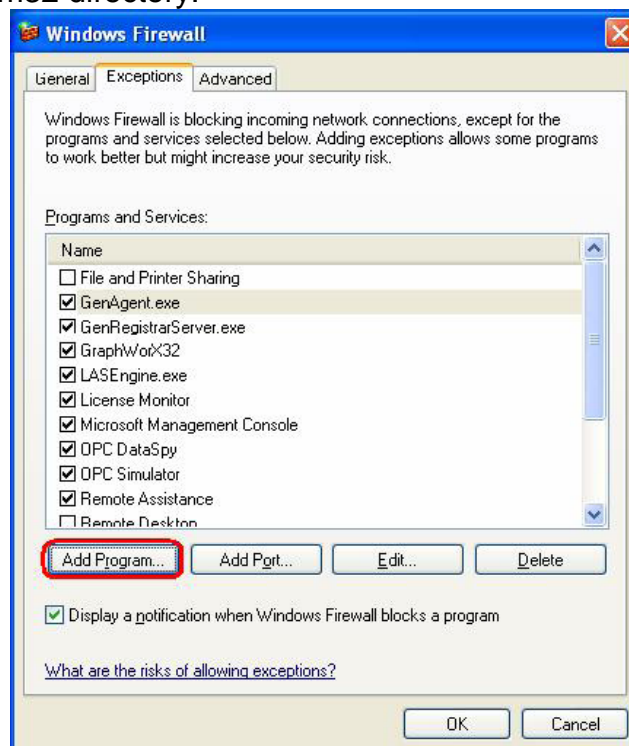 directory.
Windows Firewall
General Exceptions Advanced
Windows Firewall is blocking incoming network connections, except for the
programs and services selected below. Adding exceptions allows some programs
to work better but might increase your security risk.
Programs and Services:
Name
File and Printer Sharing
GenAgent.exe
GenRegistrarServer.exe
GraphWorX32
LASEngine.exe
License Monitor
Microsoft Management Console
OPC DataSpy
OPC Simulator
Remote Assistance
Remote Desktop
Add Program... Add Port... Edit... Delete
Display a notification when Windows Firewall blocks a program
What are the risks of allowing exceptions?
OK Cancel